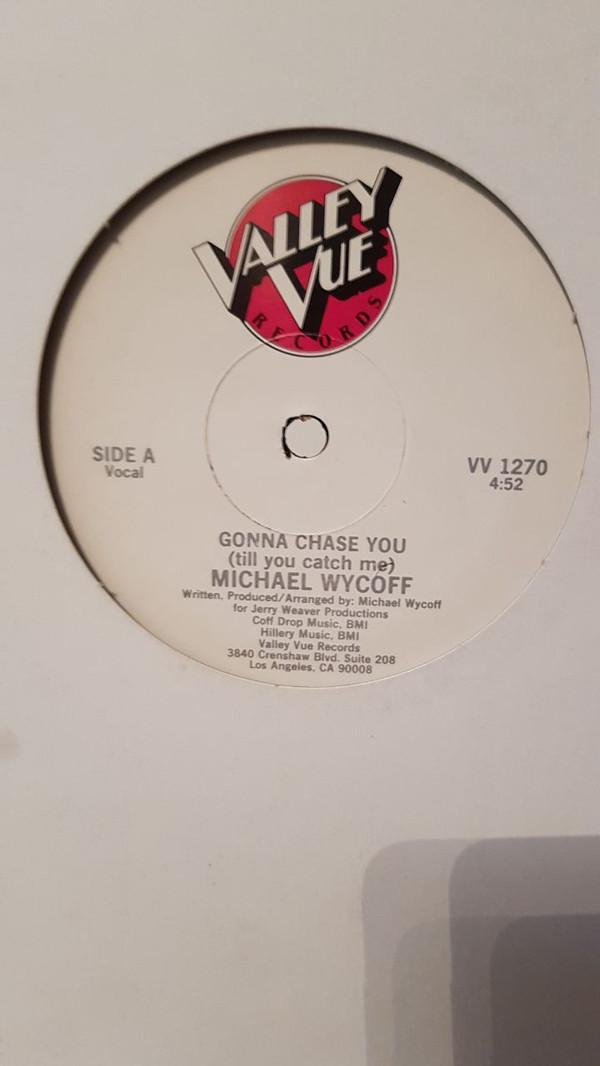 VALLEY
VUE
RECORDS
SIDE A
Vocal
VV 1270
4:52
GONNA CHASE YOU
(till you catch me)
MICHAEL WYCOFF
Written, Produced/Arranged by: Michael Wycoff
for Jerry Weaver Productions
Coff Drop Music, BMI
Hillery Music, BMI
Valley Vue Records
3840 Crenshaw Blvd. Suite 208
Los Angeles, CA 90008